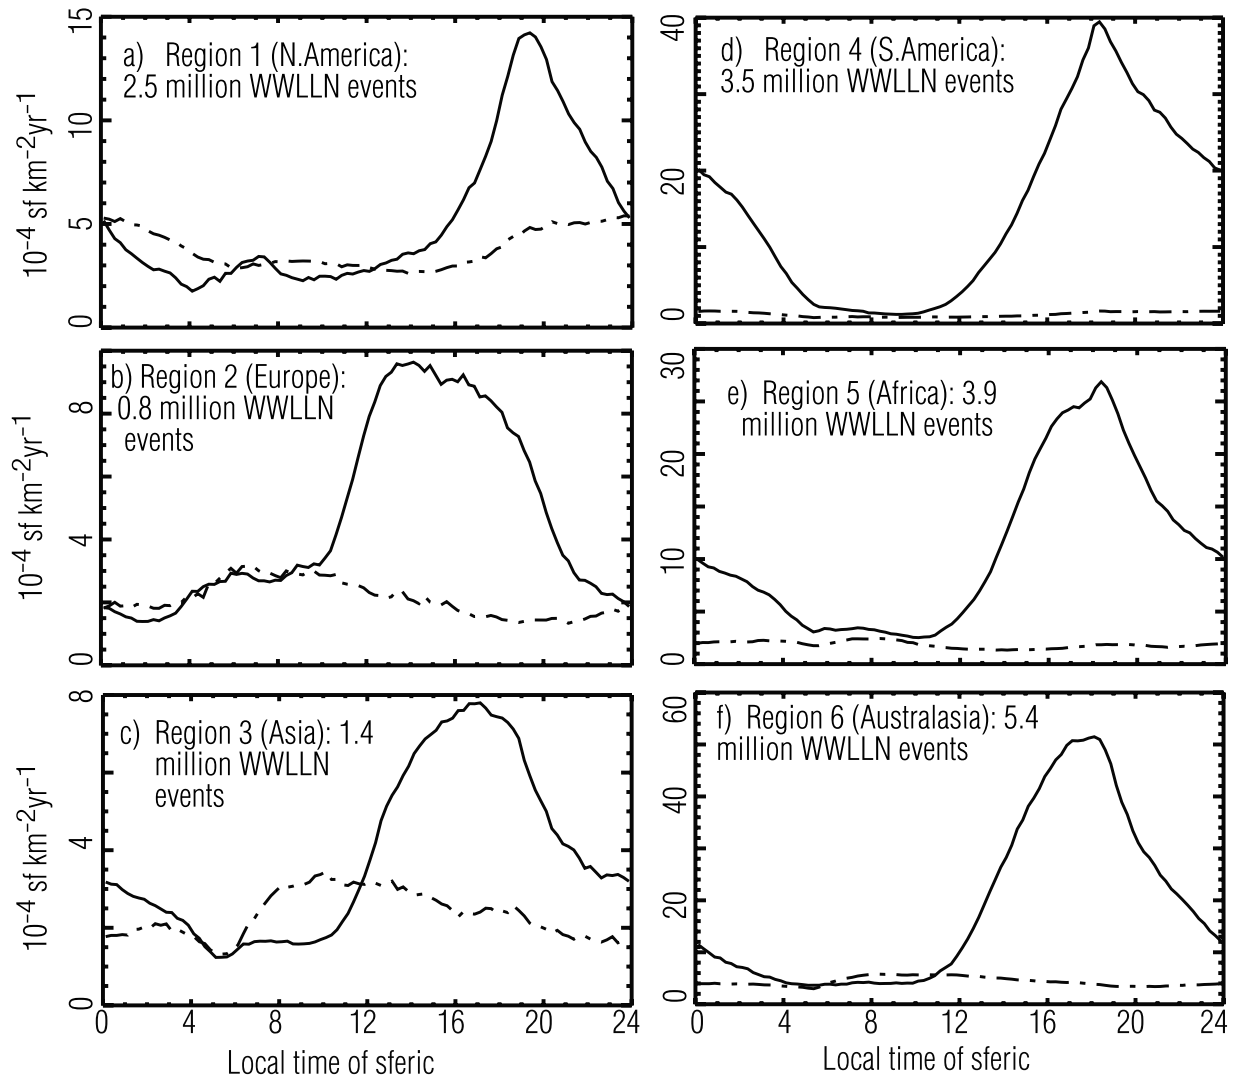 15
10
5
0
10⁻⁴ sf km⁻²yr⁻¹
a) Region 1 (N.America):
2.5 million WWLLN events
40
20
0
d) Region 4 (S.America):
3.5 million WWLLN events
8
4
0
10⁻⁴ sf km⁻²yr⁻¹
b) Region 2 (Europe):
0.8 million WWLLN
events
30
20
10
0
e) Region 5 (Africa): 3.9
million WWLLN events
8
4
0
10⁻⁴ sf km⁻²yr⁻¹
c) Region 3 (Asia): 1.4
million WWLLN
events
0 4 8 12 16 20 24
Local time of sferic
60
40
20
0
f) Region 6 (Australasia): 5.4
million WWLLN events
0 4 8 12 16 20 24
Local time of sferic